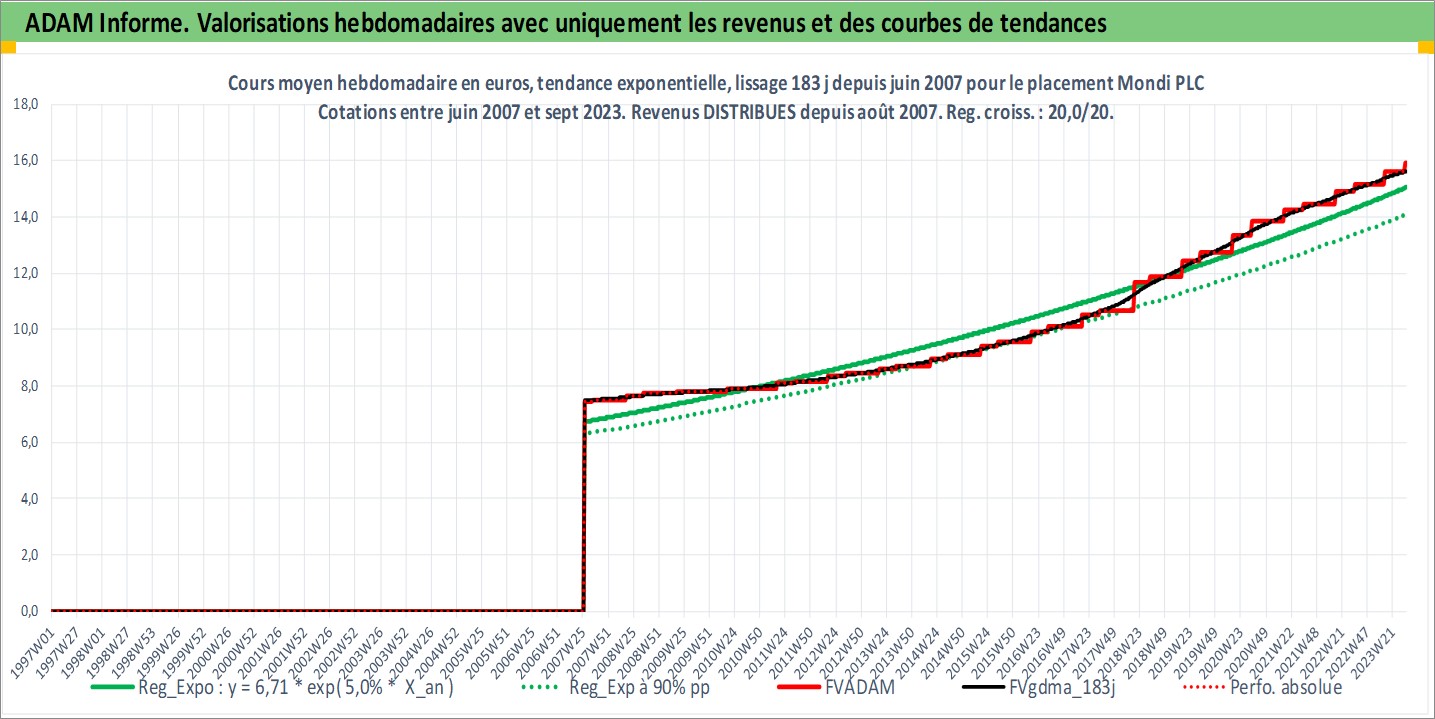 ADAM Informe. Valorisations hebdomadaires avec uniquement les revenus et des courbes de tendances
Cours moyen hebdomadaire en euros, tendance exponentielle, lissage 183 j depuis juin 2007 pour le placement Mondi PLC
Cotations entre juin 2007 et sept 2023. Revenus DISTRIBUES depuis août 2007. Reg. croiss. : 20,0/20.
18,0
16,0
14,0
12,0
10,0
8,0
6,0
4,0
2,0
0,0
1997W01
1997W27
1998W01
1998W27
1998W53
1999W26
1999W52
2000W26
2000W52
2001W26
2001W52
2002W26
2002W52
2003W26
2003W52
2004W26
2004W52
2005W25
2005W51
2006W25
2006W51
2007W25
2007W51
2008W25
2008W51
2009W25
2009W51
2010W24
2010W50
2011W24
2011W50
2012W24
2012W50
2013W24
2013W50
2014W24
2014W50
2015W24
2015W50
2016W23
2016W49
2017W23
2017W49
2018W23
2018W49
2019W23
2019W49
2020W23
2020W49
2021W22
2021W48
2022W21
2022W47
2023W21
Reg_Expo : y = 6,71 * exp( 5,0% * X_an )
Reg_Exp à 90% pp
FVADAM
FVgdma_183j
Perfo. absolue